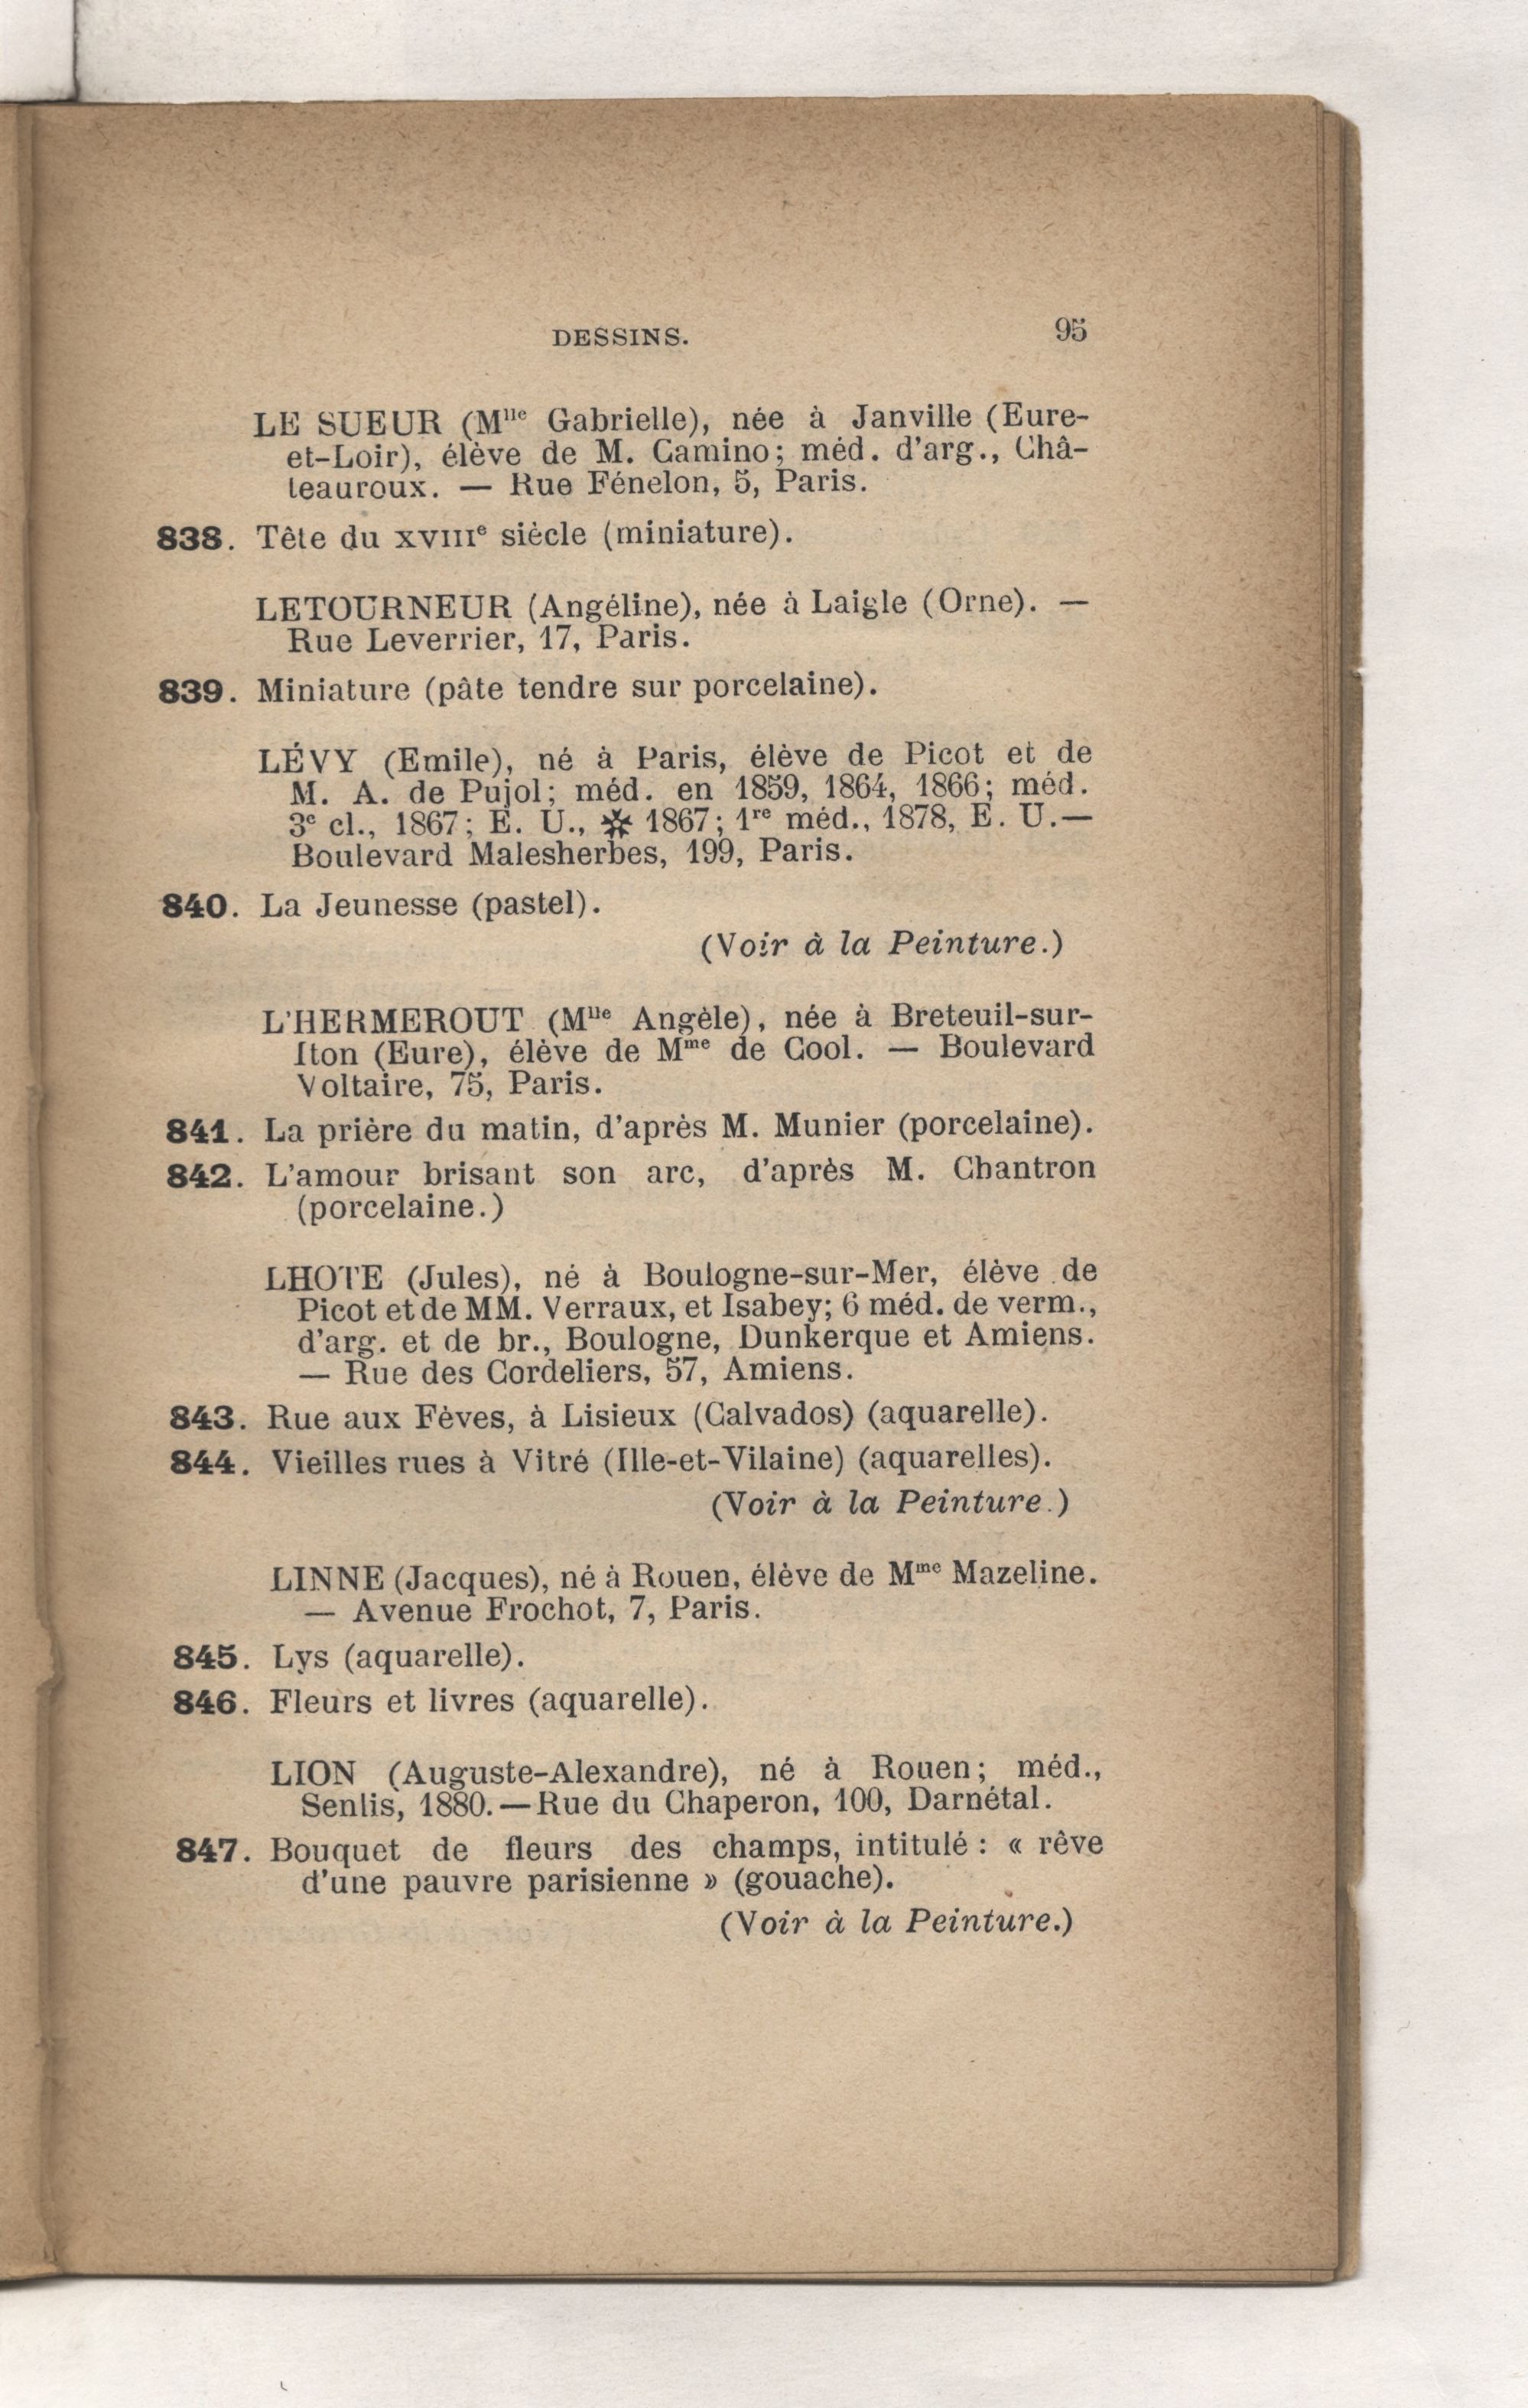 DESSINS. 95
LE SUEUR (Mlle Gabrielle), née à Janville (Eure-
et-Loir), élève de M. Camino; méd. d'arg., Châ-
teauroux. — Rue Fénelon, 5, Paris.
838. Tête du XVIIIe siècle (miniature).
LETOURNEUR (Angéline), née à Laigle (Orne). —
Rue Leverrier, 17, Paris.
839. Miniature (pâte tendre sur porcelaine).
LÉVY (Emile), né à Paris, élève de Picot et de
M. A. de Pujol; méd. en 1859, 1864, 1866; méd.
3e cl., 1867; E. U., ✻ 1867; 1re méd., 1878, E. U.—
Boulevard Malesherbes, 199, Paris.
840. La Jeunesse (pastel).
(Voir à la Peinture.)
L'HERMEROUT (Mlle Angèle), née à Breteuil-sur-
Iton (Eure), élève de Mme de Cool. — Boulevard
Voltaire, 75, Paris.
841. La prière du matin, d'après M. Munier (porcelaine).
842. L'amour brisant son arc, d'après M. Chantron
(porcelaine.)
LHOTE (Jules), né à Boulogne-sur-Mer, élève de
Picot et de MM. Verraux, et Isabey; 6 méd. de verm.,
d'arg. et de br., Boulogne, Dunkerque et Amiens.
— Rue des Cordeliers, 57, Amiens.
843. Rue aux Fèves, à Lisieux (Calvados) (aquarelle).
844. Vieilles rues à Vitré (Ille-et-Vilaine) (aquarelles).
(Voir à la Peinture.)
LINNE (Jacques), né à Rouen, élève de Mme Mazeline.
— Avenue Frochot, 7, Paris.
845. Lys (aquarelle).
846. Fleurs et livres (aquarelle).
LION (Auguste-Alexandre), né à Rouen; méd.,
Senlis, 1880. — Rue du Chaperon, 100, Darnétal.
847. Bouquet de fleurs des champs, intitulé : « rêve
d'une pauvre parisienne » (gouache).
(Voir à la Peinture.)